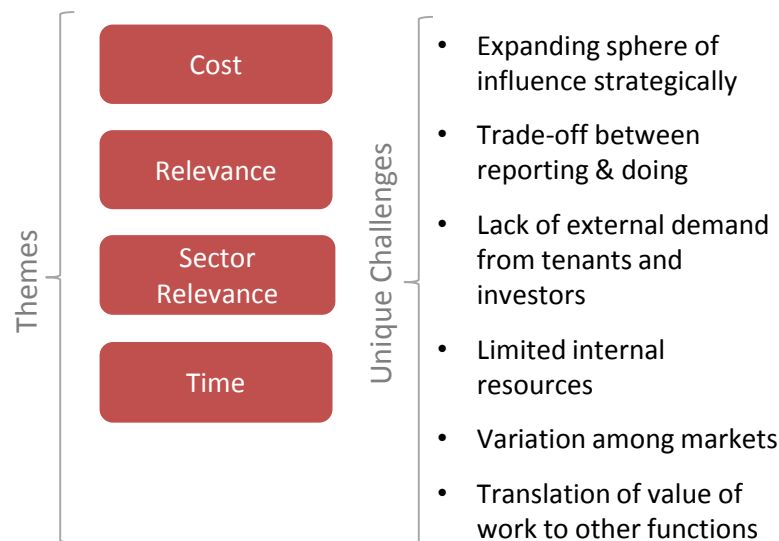 Themes
Cost
Relevance
Sector
Relevance
Time
Unique Challenges
• Expanding sphere of
influence strategically
• Trade-off between
reporting & doing
• Lack of external demand
from tenants and
investors
• Limited internal
resources
• Variation among markets
• Translation of value of
work to other functions